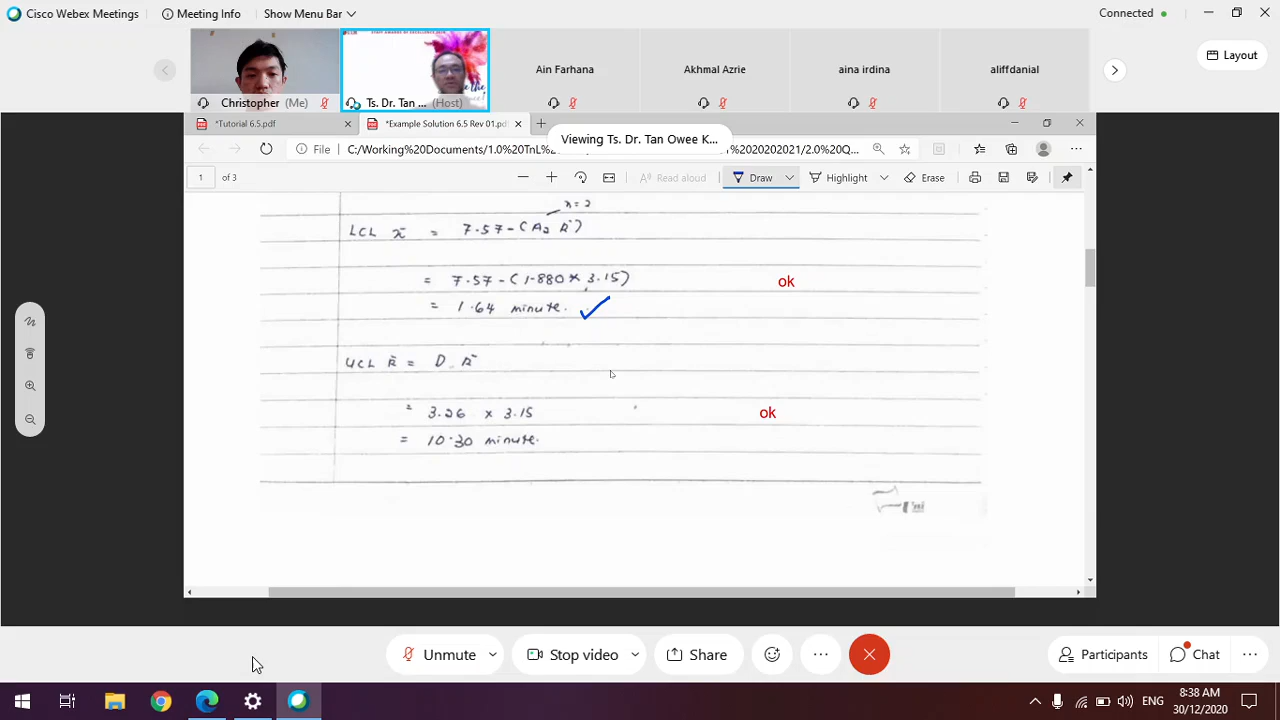 Cisco Webex Meetings
Meeting Info
Show Menu Bar
Connected
Layout
Christopher (Me)
Ts. Dr. Tan ... (Host)
Ain Farhana
Akhmal Azrie
aina irdina
aliffdanial
*Tutorial 6.5.pdf
*Example Solution 6.5 Rev 01.pdf
Viewing Ts. Dr. Tan Owee K...
File
C:/Working%20Documents/1.0%20TnL%
1%2020202021/2.0%20Q...
1 of 3
Read aloud
Draw
Highlight
Erase
LCL x̄ = 7.57-(A2 R̄)
= 7.57-(1.880 * 3.15)
ok
= 1.64 minute.
UCL R̄ = D R̄
= 3.26 x 3.15
ok
= 10.30 minute.
Unmute
Stop video
Share
Participants
Chat
ENG
8:38 AM
30/12/2020